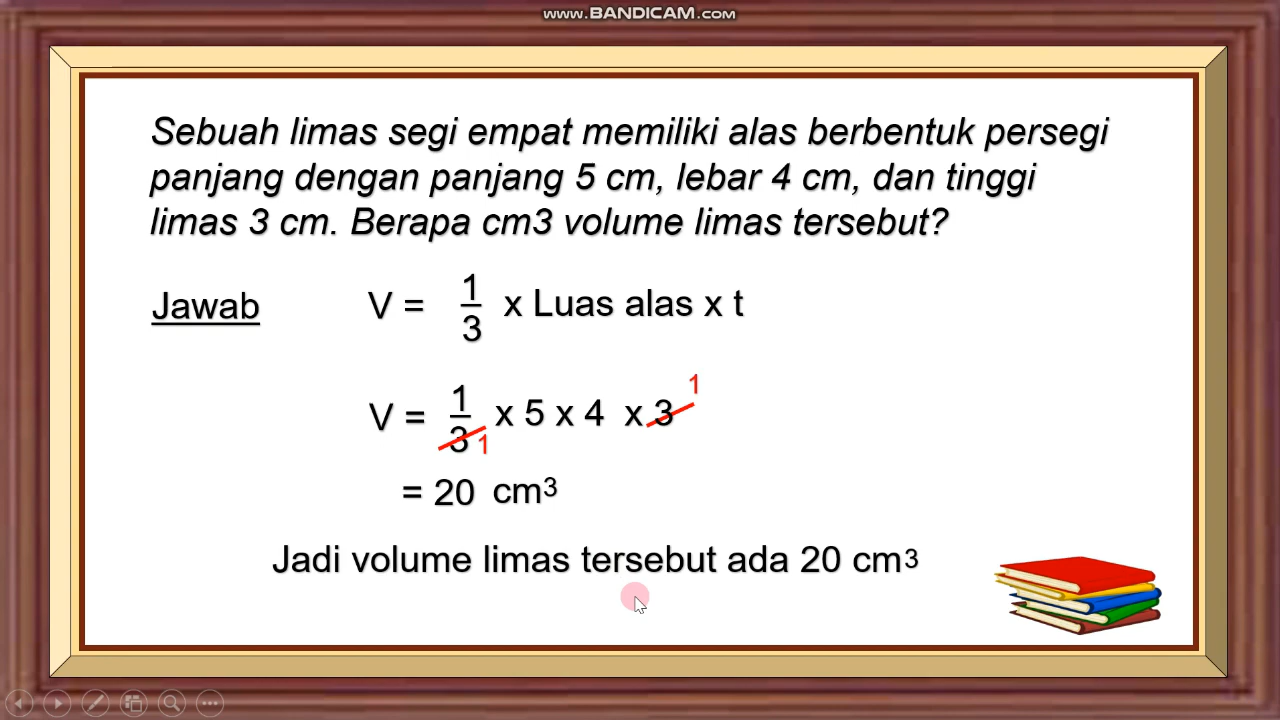 www.BANDICAM.com
Sebuah limas segi empat memiliki alas berbentuk persegi
panjang dengan panjang 5 cm, lebar 4 cm, dan tinggi
limas 3 cm. Berapa cm3 volume limas tersebut?
Jawab V = 1/3 x Luas alas x t
V = 1/3 1 x 5 x 4 x 3 1
= 20 cm³
Jadi volume limas tersebut ada 20 cm³